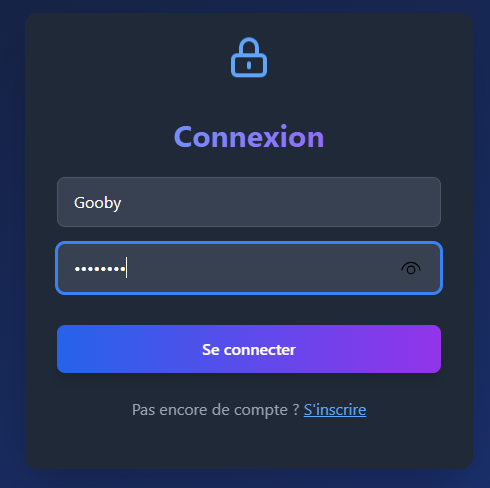 Connexion
Gooby
••••••••
Se connecter
Pas encore de compte ? S'inscrire